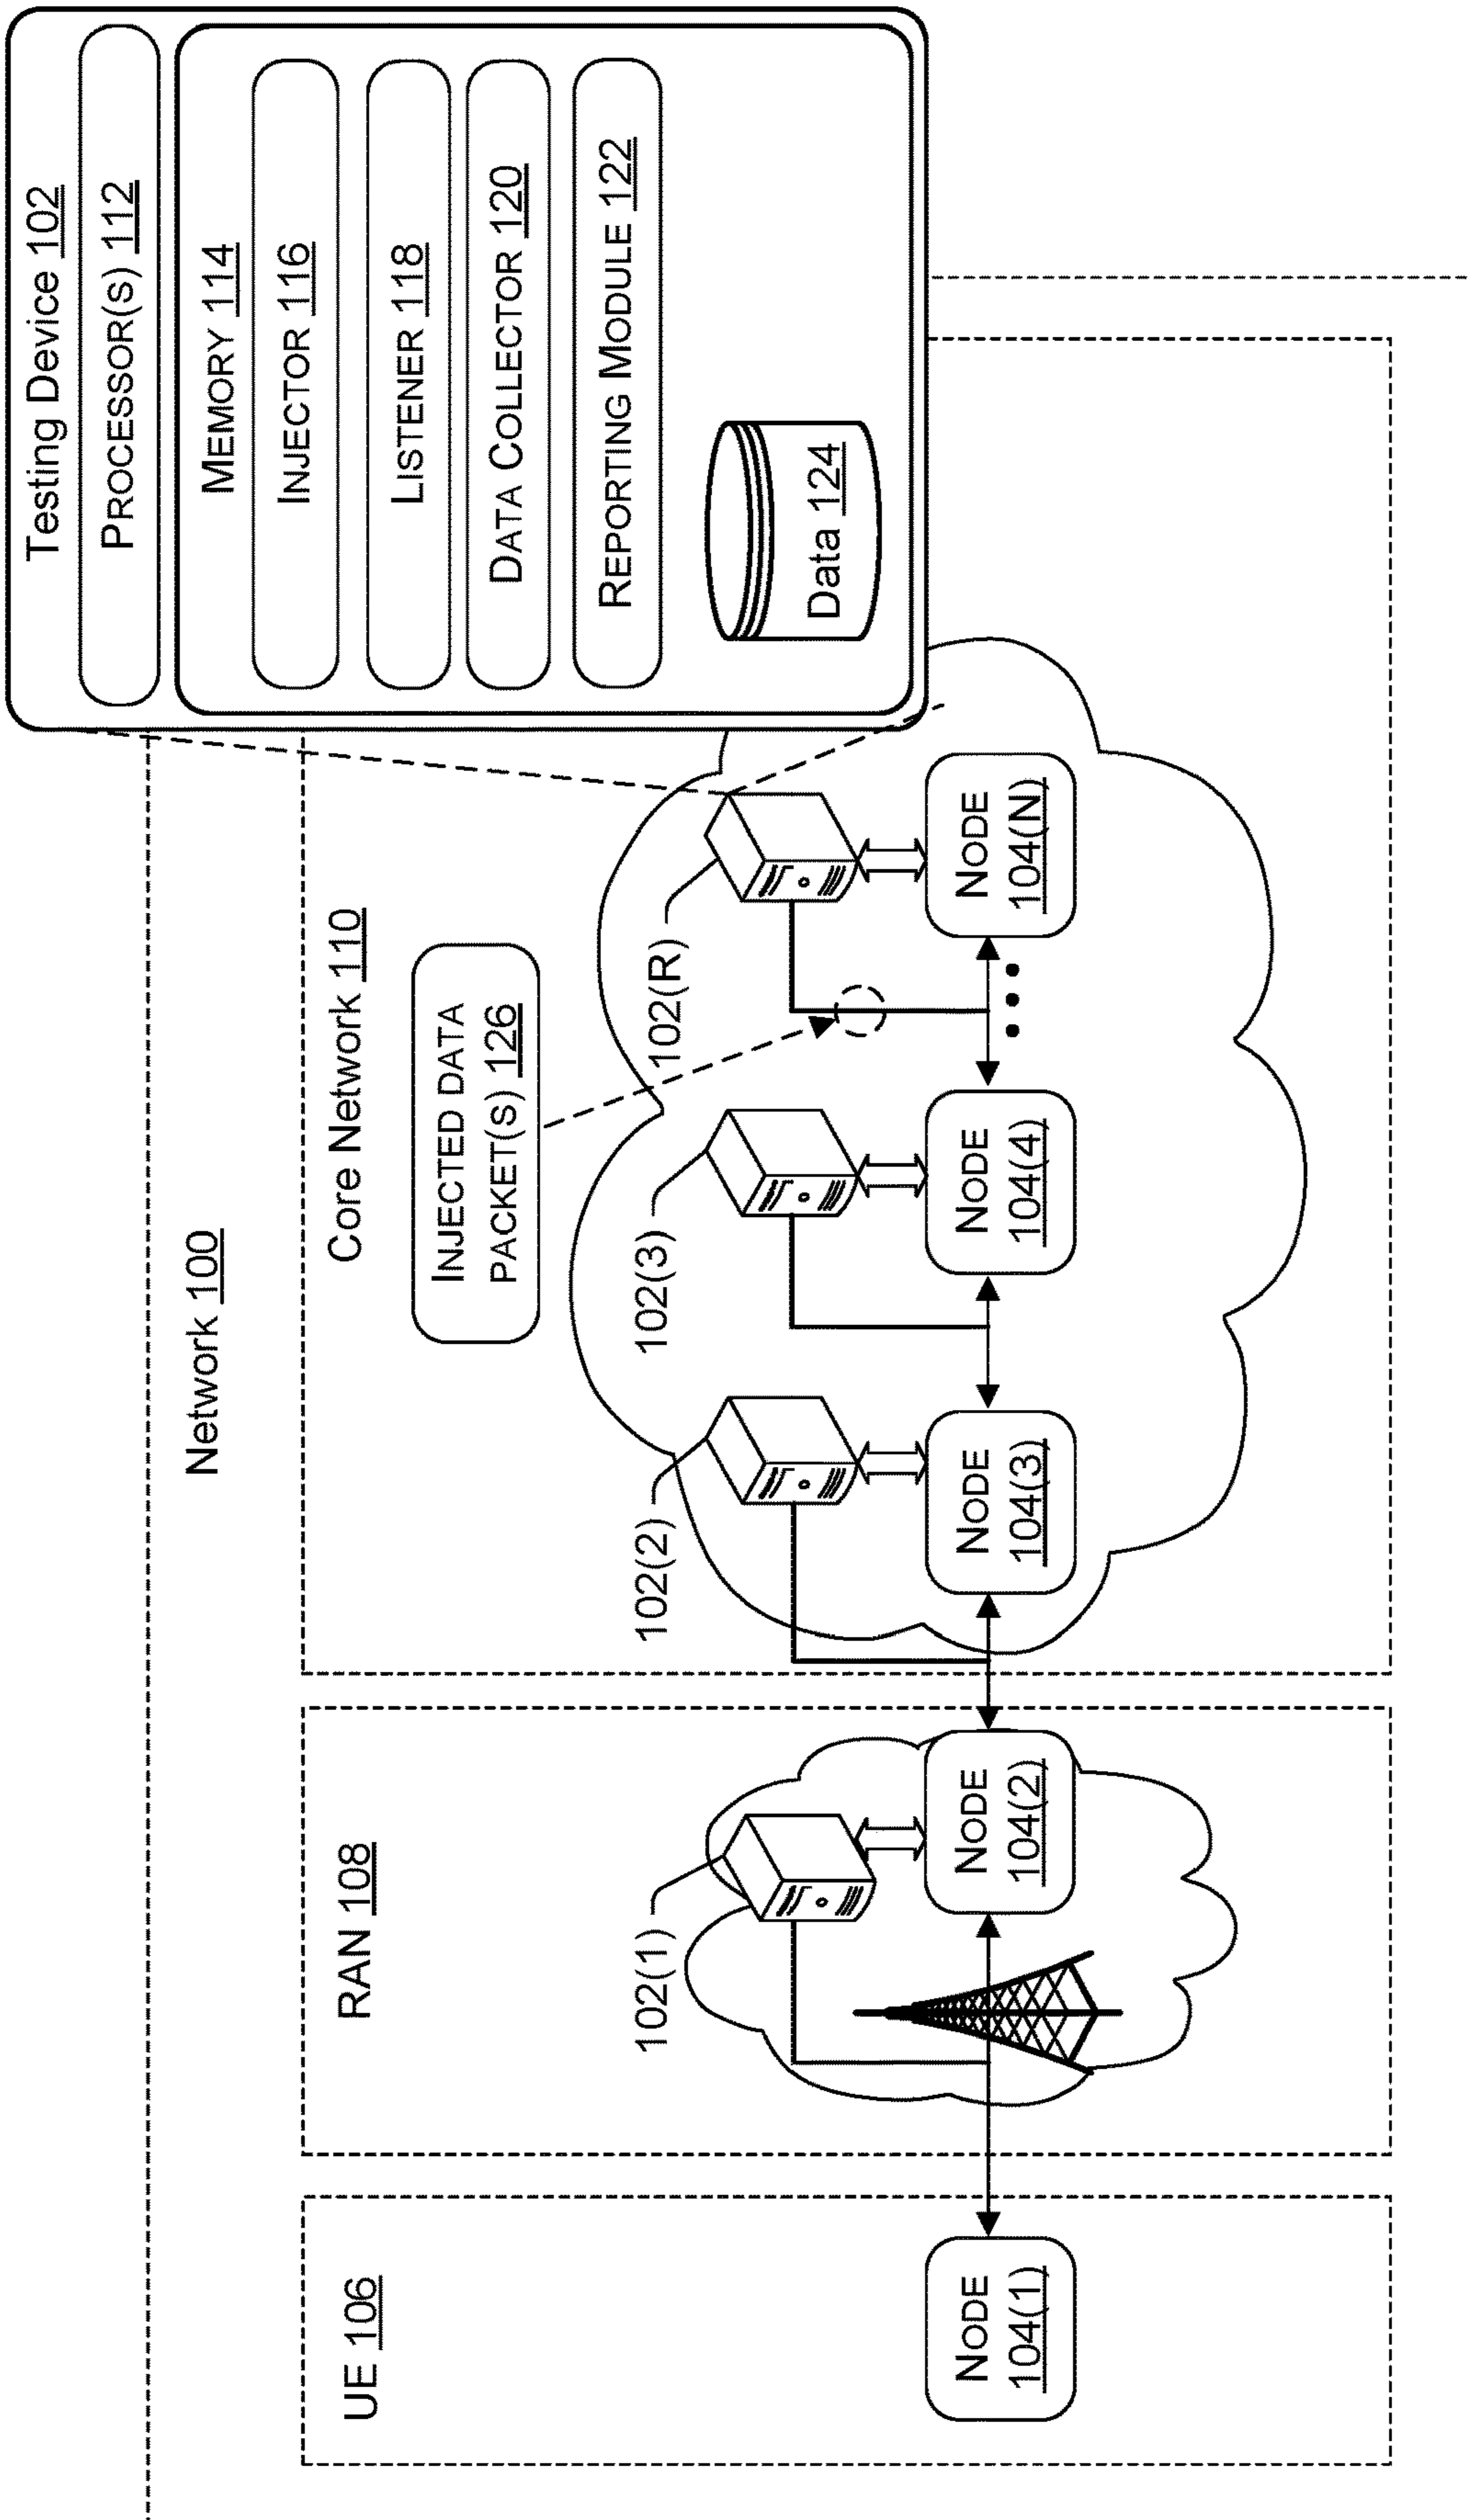 Network 100
UE 106
NODE
104(1)
RAN 108
102(1)
NODE
104(2)
Core Network 110
INJECTED DATA
PACKET(S) 126
102(2)
102(3)
102(R)
NODE
104(3)
NODE
104(4)
NODE
104(N)
Testing Device 102
PROCESSOR(S) 112
MEMORY 114
INJECTOR 116
LISTENER 118
DATA COLLECTOR 120
REPORTING MODULE 122
Data 124